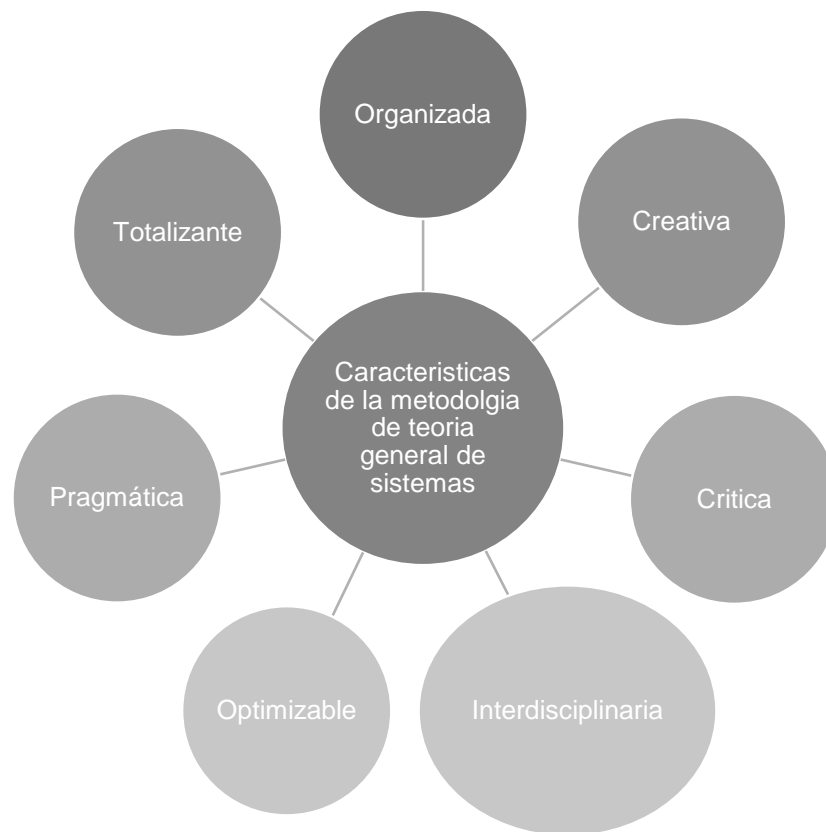 Organizada
Creativa
Totalizante
Caracteristicas
de la metodolgia
de teoria
general de
sistemas
Pragmática
Critica
Optimizable
Interdisciplinaria